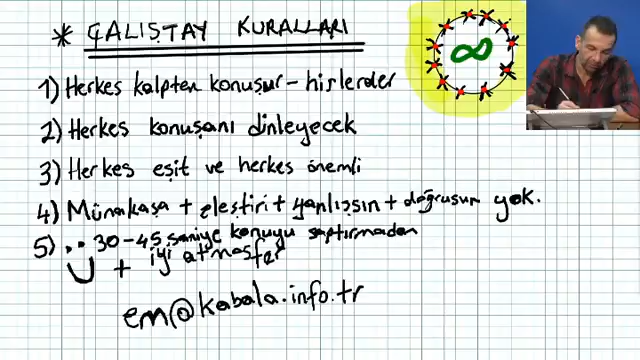 * ÇALIŞTAY KURALLARI
1) Herkes kalpten konuşur - hislerden
2) Herkes konuşanı dinleyecek
3) Herkes eşit ve herkes önemli
4) Münakaşa + eleştiri + yanlışsın + doğrusun yok.
5) 30-45 saniye konuyu saptırmadan
+ iyi atmosfer
em@kabala.info.tr